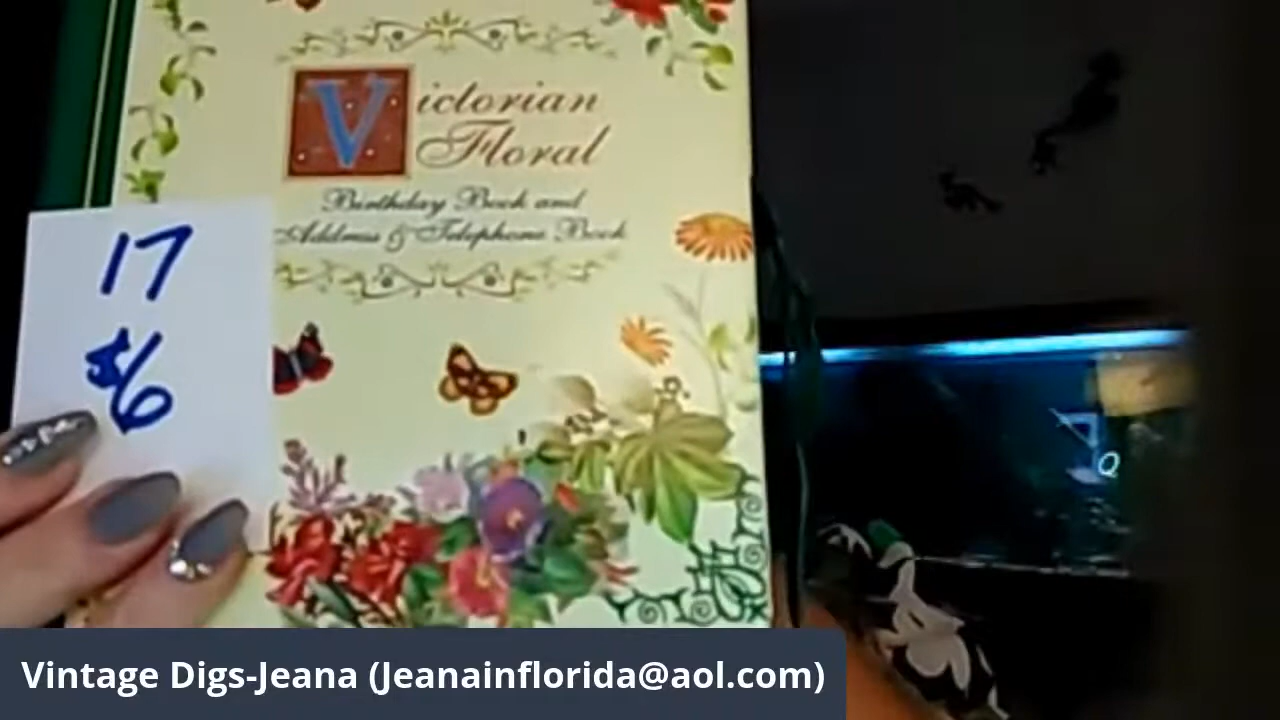 Victorian
Floral
Birthday Book and
Address & Telephone Book
17
$6
Vintage Digs-Jeana (Jeanainflorida@aol.com)